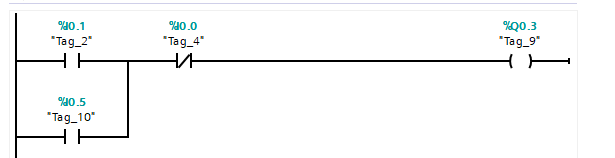 %I0.1 %I0.0 %Q0.3
"Tag_2" "Tag_4" "Tag_9"
%I0.5
"Tag_10"